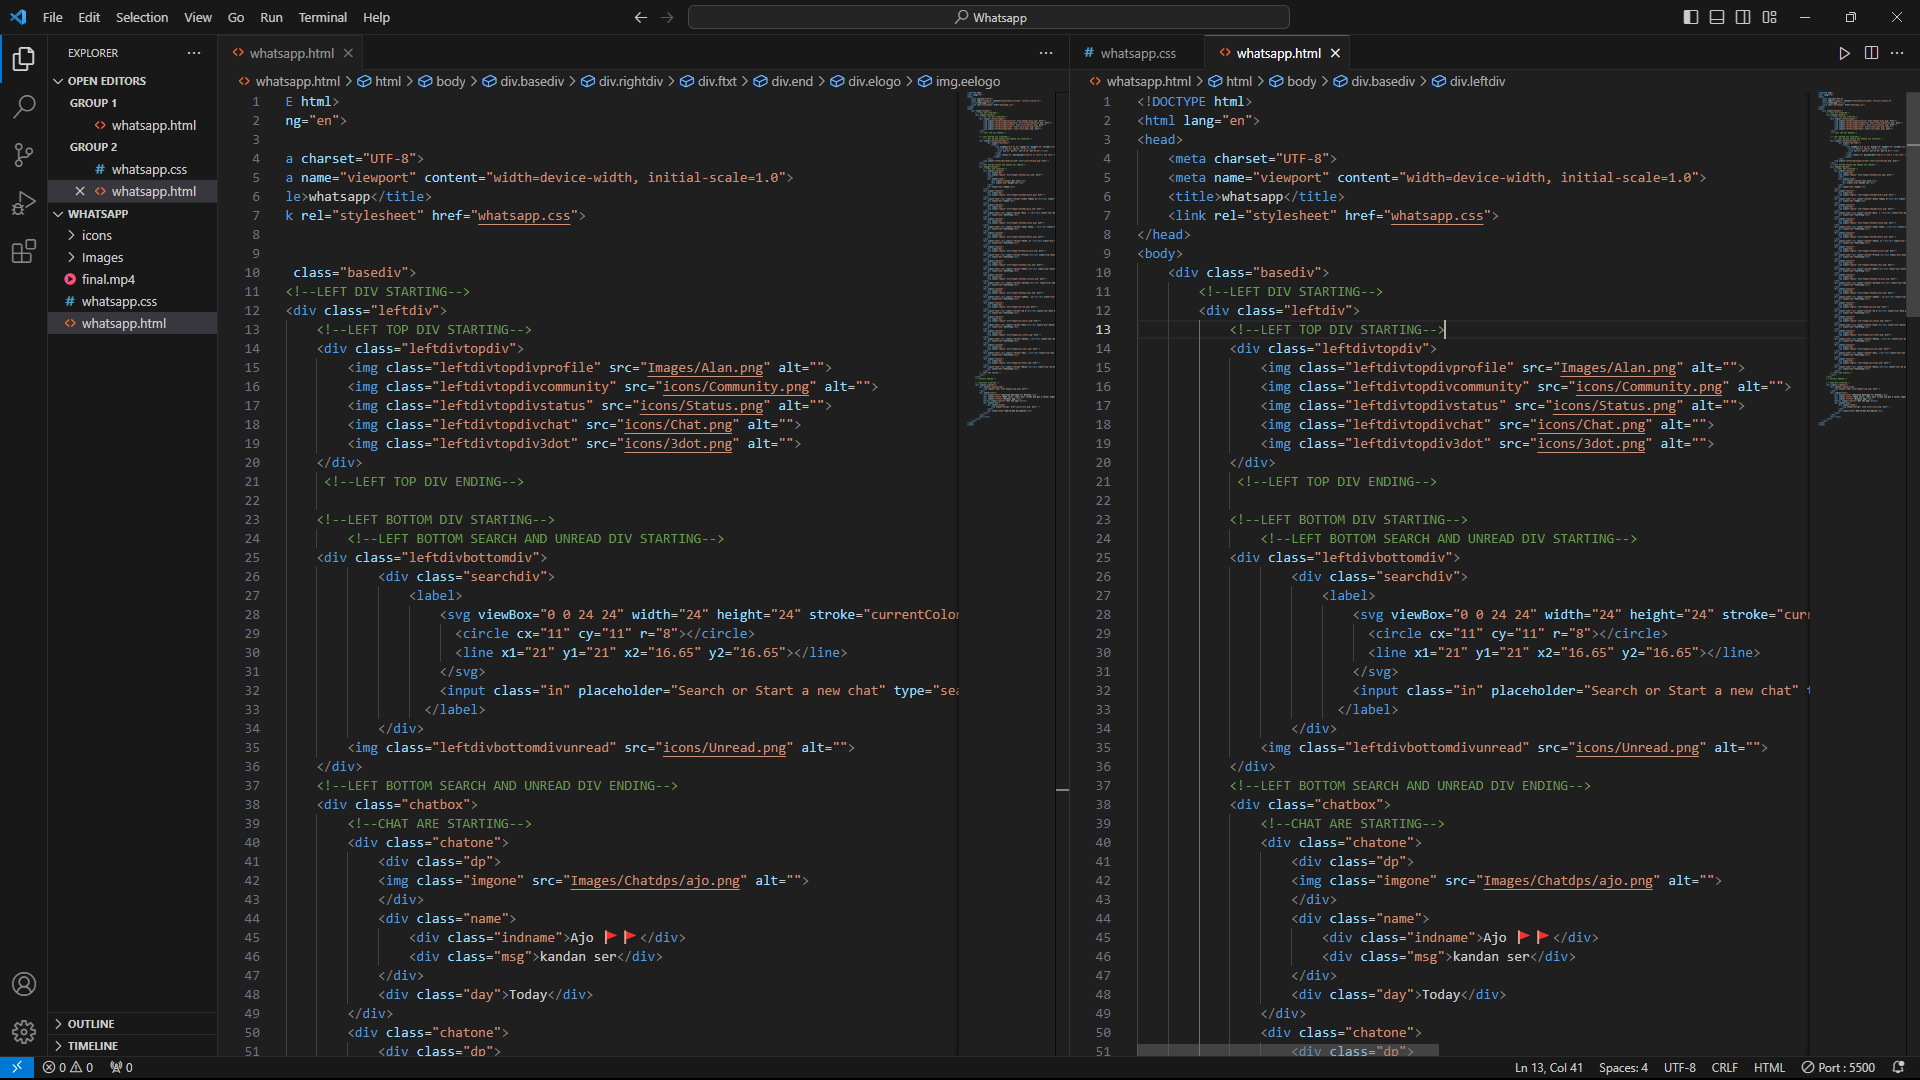 File Edit Selection View Go Run Terminal Help
Whatsapp
EXPLORER
OPEN EDITORS
GROUP 1
whatsapp.html
GROUP 2
# whatsapp.css
whatsapp.html
WHATSAPP
icons
Images
final.mp4
# whatsapp.css
whatsapp.html
OUTLINE
TIMELINE
whatsapp.html
whatsapp.html > html > body > div.basediv > div.rightdiv > div.ftxt > div.end > div.elogo > img.eelogo
1 E html>
2 ng="en">
3
4 a charset="UTF-8">
5 a name="viewport" content="width=device-width, initial-scale=1.0">
6 le>whatsapp</title>
7 k rel="stylesheet" href="whatsapp.css">
8
9
10 class="basediv">
11 <!--LEFT DIV STARTING-->
12 <div class="leftdiv">
13 <!--LEFT TOP DIV STARTING-->
14 <div class="leftdivtopdiv">
15 <img class="leftdivtopdivprofile" src="Images/Alan.png" alt="">
16 <img class="leftdivtopdivcommunity" src="icons/Community.png" alt="">
17 <img class="leftdivtopdivstatus" src="icons/Status.png" alt="">
18 <img class="leftdivtopdivchat" src="icons/Chat.png" alt="">
19 <img class="leftdivtopdiv3dot" src="icons/3dot.png" alt="">
20 </div>
21 <!--LEFT TOP DIV ENDING-->
22
23 <!--LEFT BOTTOM DIV STARTING-->
24 <!--LEFT BOTTOM SEARCH AND UNREAD DIV STARTING-->
25 <div class="leftdivbottomdiv">
26 <div class="searchdiv">
27 <label>
28 <svg viewBox="0 0 24 24" width="24" height="24" stroke="currentColor
29 <circle cx="11" cy="11" r="8"></circle>
30 <line x1="21" y1="21" x2="16.65" y2="16.65"></line>
31 </svg>
32 <input class="in" placeholder="Search or Start a new chat" type="sea
33 </label>
34 </div>
35 <img class="leftdivbottomdivunread" src="icons/Unread.png" alt="">
36 </div>
37 <!--LEFT BOTTOM SEARCH AND UNREAD DIV ENDING-->
38 <div class="chatbox">
39 <!--CHAT ARE STARTING-->
40 <div class="chatone">
41 <div class="dp">
42 <img class="imgone" src="Images/Chatdps/ajo.png" alt="">
43 </div>
44 <div class="name">
45 <div class="indname">Ajo 🚩🚩</div>
46 <div class="msg">kandan ser</div>
47 </div>
48 <div class="day">Today</div>
49 </div>
50 <div class="chatone">
51 <div class="dp">
# whatsapp.css whatsapp.html
whatsapp.html > html > body > div.basediv > div.leftdiv
1 <!DOCTYPE html>
2 <html lang="en">
3 <head>
4 <meta charset="UTF-8">
5 <meta name="viewport" content="width=device-width, initial-scale=1.0">
6 <title>whatsapp</title>
7 <link rel="stylesheet" href="whatsapp.css">
8 </head>
9 <body>
10 <div class="basediv">
11 <!--LEFT DIV STARTING-->
12 <div class="leftdiv">
13 <!--LEFT TOP DIV STARTING-->
14 <div class="leftdivtopdiv">
15 <img class="leftdivtopdivprofile" src="Images/Alan.png" alt="">
16 <img class="leftdivtopdivcommunity" src="icons/Community.png" alt="">
17 <img class="leftdivtopdivstatus" src="icons/Status.png" alt="">
18 <img class="leftdivtopdivchat" src="icons/Chat.png" alt="">
19 <img class="leftdivtopdiv3dot" src="icons/3dot.png" alt="">
20 </div>
21 <!--LEFT TOP DIV ENDING-->
22
23 <!--LEFT BOTTOM DIV STARTING-->
24 <!--LEFT BOTTOM SEARCH AND UNREAD DIV STARTING-->
25 <div class="leftdivbottomdiv">
26 <div class="searchdiv">
27 <label>
28 <svg viewBox="0 0 24 24" width="24" height="24" stroke="curr
29 <circle cx="11" cy="11" r="8"></circle>
30 <line x1="21" y1="21" x2="16.65" y2="16.65"></line>
31 </svg>
32 <input class="in" placeholder="Search or Start a new chat" t
33 </label>
34 </div>
35 <img class="leftdivbottomdivunread" src="icons/Unread.png" alt="">
36 </div>
37 <!--LEFT BOTTOM SEARCH AND UNREAD DIV ENDING-->
38 <div class="chatbox">
39 <!--CHAT ARE STARTING-->
40 <div class="chatone">
41 <div class="dp">
42 <img class="imgone" src="Images/Chatdps/ajo.png" alt="">
43 </div>
44 <div class="name">
45 <div class="indname">Ajo 🚩🚩</div>
46 <div class="msg">kandan ser</div>
47 </div>
48 <div class="day">Today</div>
49 </div>
50 <div class="chatone">
51 <div class="dp">
0 0 0 Ln 13, Col 41 Spaces: 4 UTF-8 CRLF HTML Port : 5500